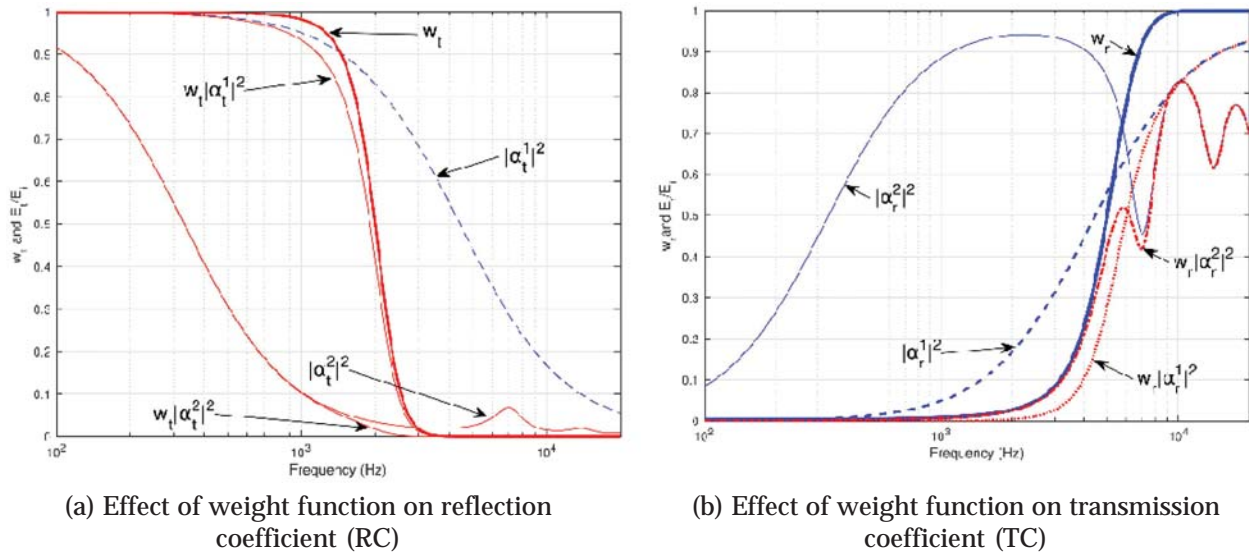 1
0.9
0.8
0.7
0.6
0.5
0.4
0.3
0.2
0.1
0
w_t and E_t/E_i
w_t
w_t|α_t^1|^2
|α_t^1|^2
|α_t^2|^2
w_t|α_t^2|^2
10^2
10^3
10^4
Frequency (Hz)
(a) Effect of weight function on reflection
coefficient (RC)
1
0.9
0.8
0.7
0.6
0.5
0.4
0.3
0.2
0.1
0
w_r and E_r/E_i
w_r
|α_r^2|^2
w_r|α_r^2|^2
|α_r^1|^2
w_r|α_r^1|^2
10^2
10^3
10^4
Frequency (Hz)
(b) Effect of weight function on transmission
coefficient (TC)